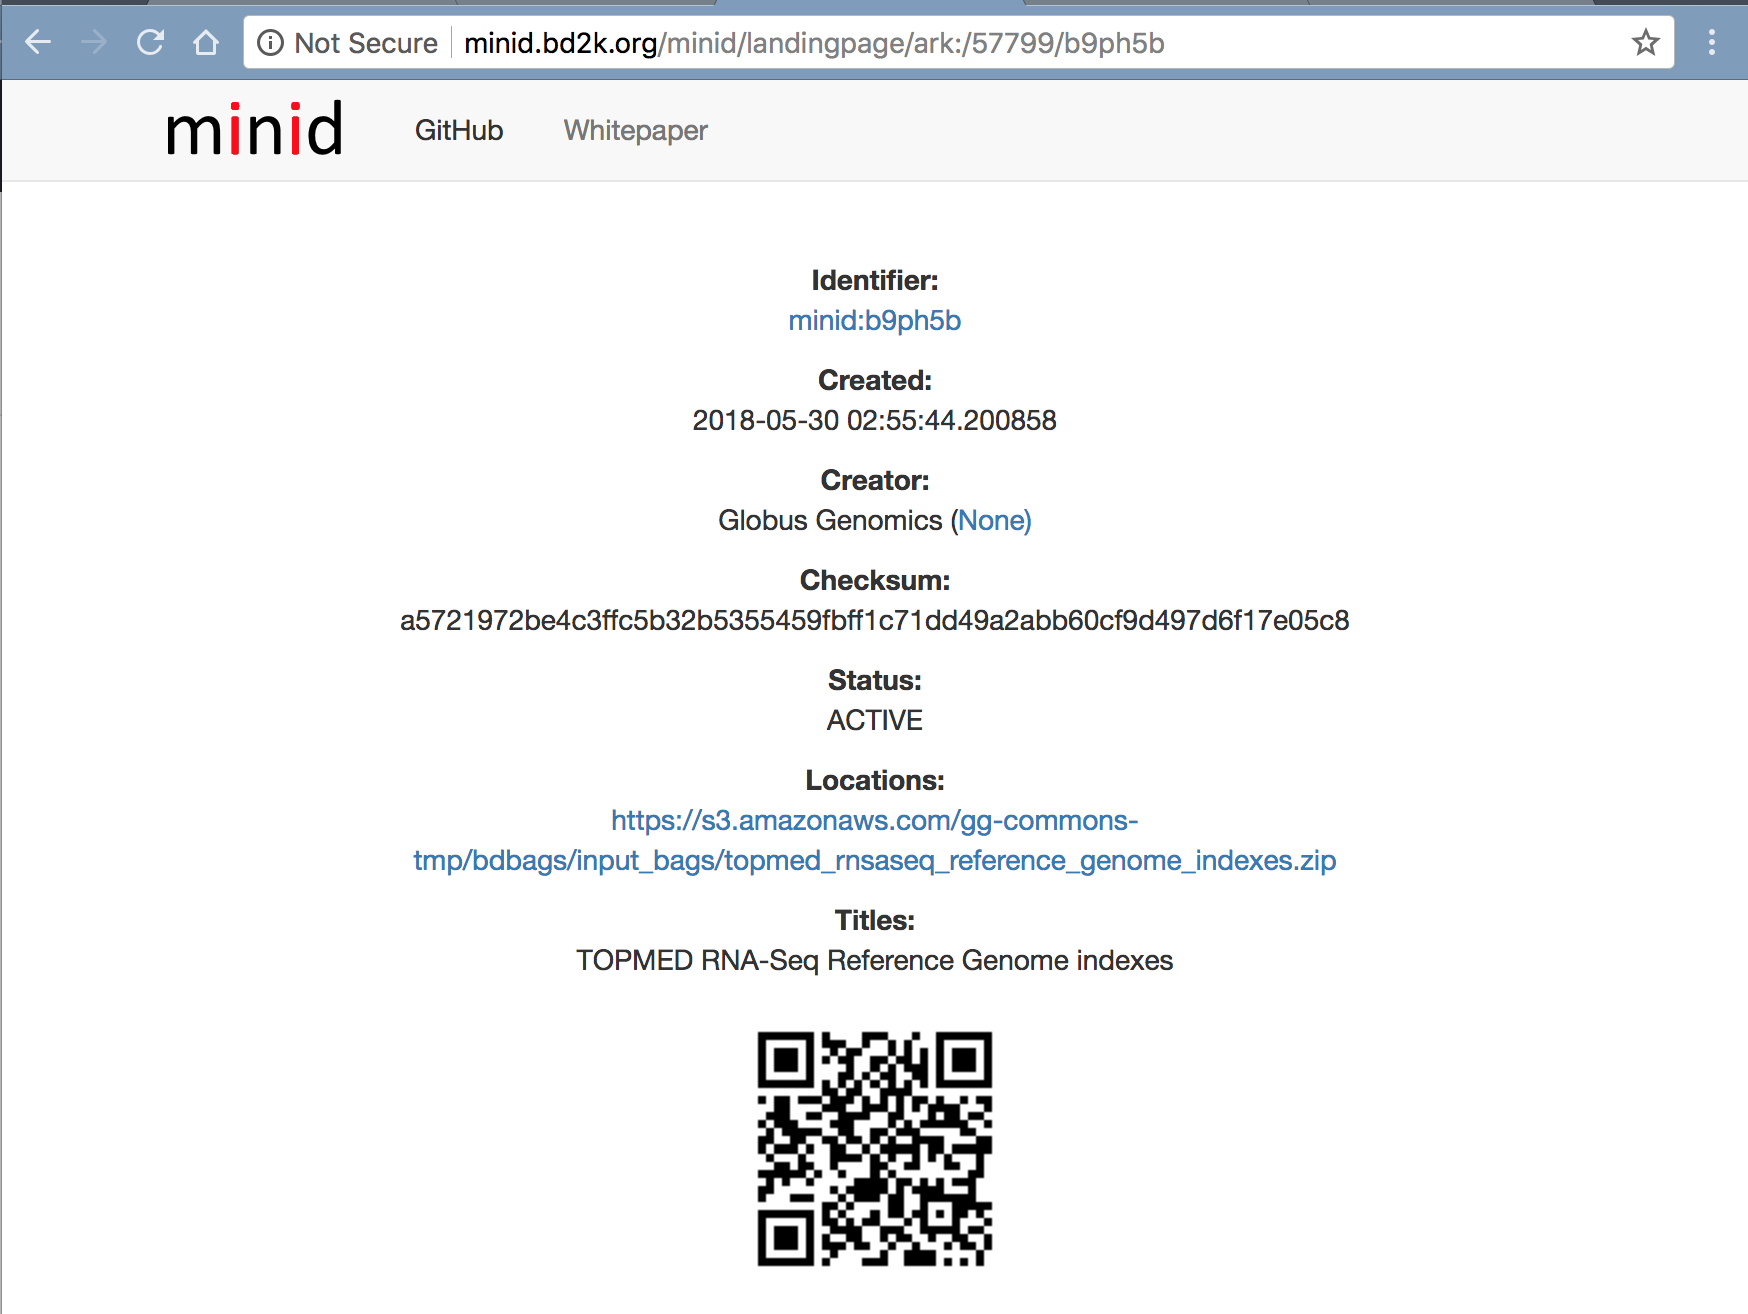 Not Secure minid.bd2k.org/minid/landingpage/ark:/57799/b9ph5b
minid GitHub Whitepaper
Identifier:
minid:b9ph5b
Created:
2018-05-30 02:55:44.200858
Creator:
Globus Genomics (None)
Checksum:
a5721972be4c3ffc5b32b5355459fbff1c71dd49a2abb60cf9d497d6f17e05c8
Status:
ACTIVE
Locations:
https://s3.amazonaws.com/gg-commons-
tmp/bdbags/input_bags/topmed_rnsaseq_reference_genome_indexes.zip
Titles:
TOPMED RNA-Seq Reference Genome indexes